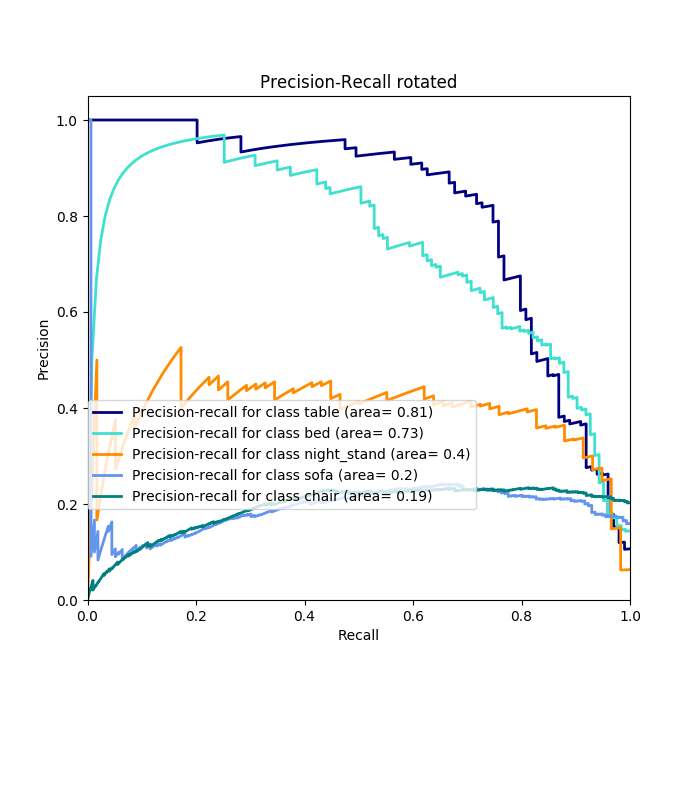 Precision-Recall rotated
Precision
1.0
0.8
0.6
0.4
0.2
0.0
Precision-recall for class table (area= 0.81)
Precision-recall for class bed (area= 0.73)
Precision-recall for class night_stand (area= 0.4)
Precision-recall for class sofa (area= 0.2)
Precision-recall for class chair (area= 0.19)
0.0 0.2 0.4 0.6 0.8 1.0
Recall